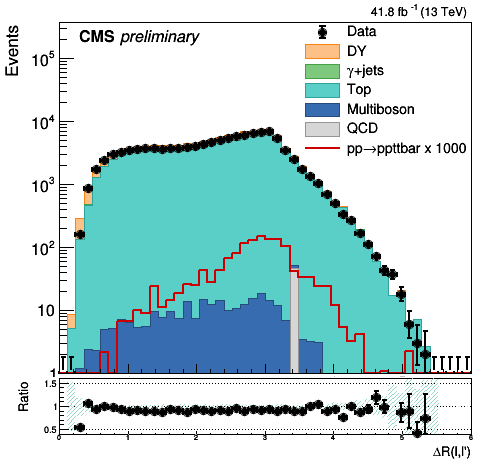 41.8 fb⁻¹ (13 TeV)
CMS preliminary
Events
Data
DY
γ+jets
Top
Multiboson
QCD
pp→ppttbar x 1000
10⁵
10⁴
10³
10²
10
1
Ratio
1.5
1
0.5
0 1 2 3 4 5 6
ΔR(l,l')